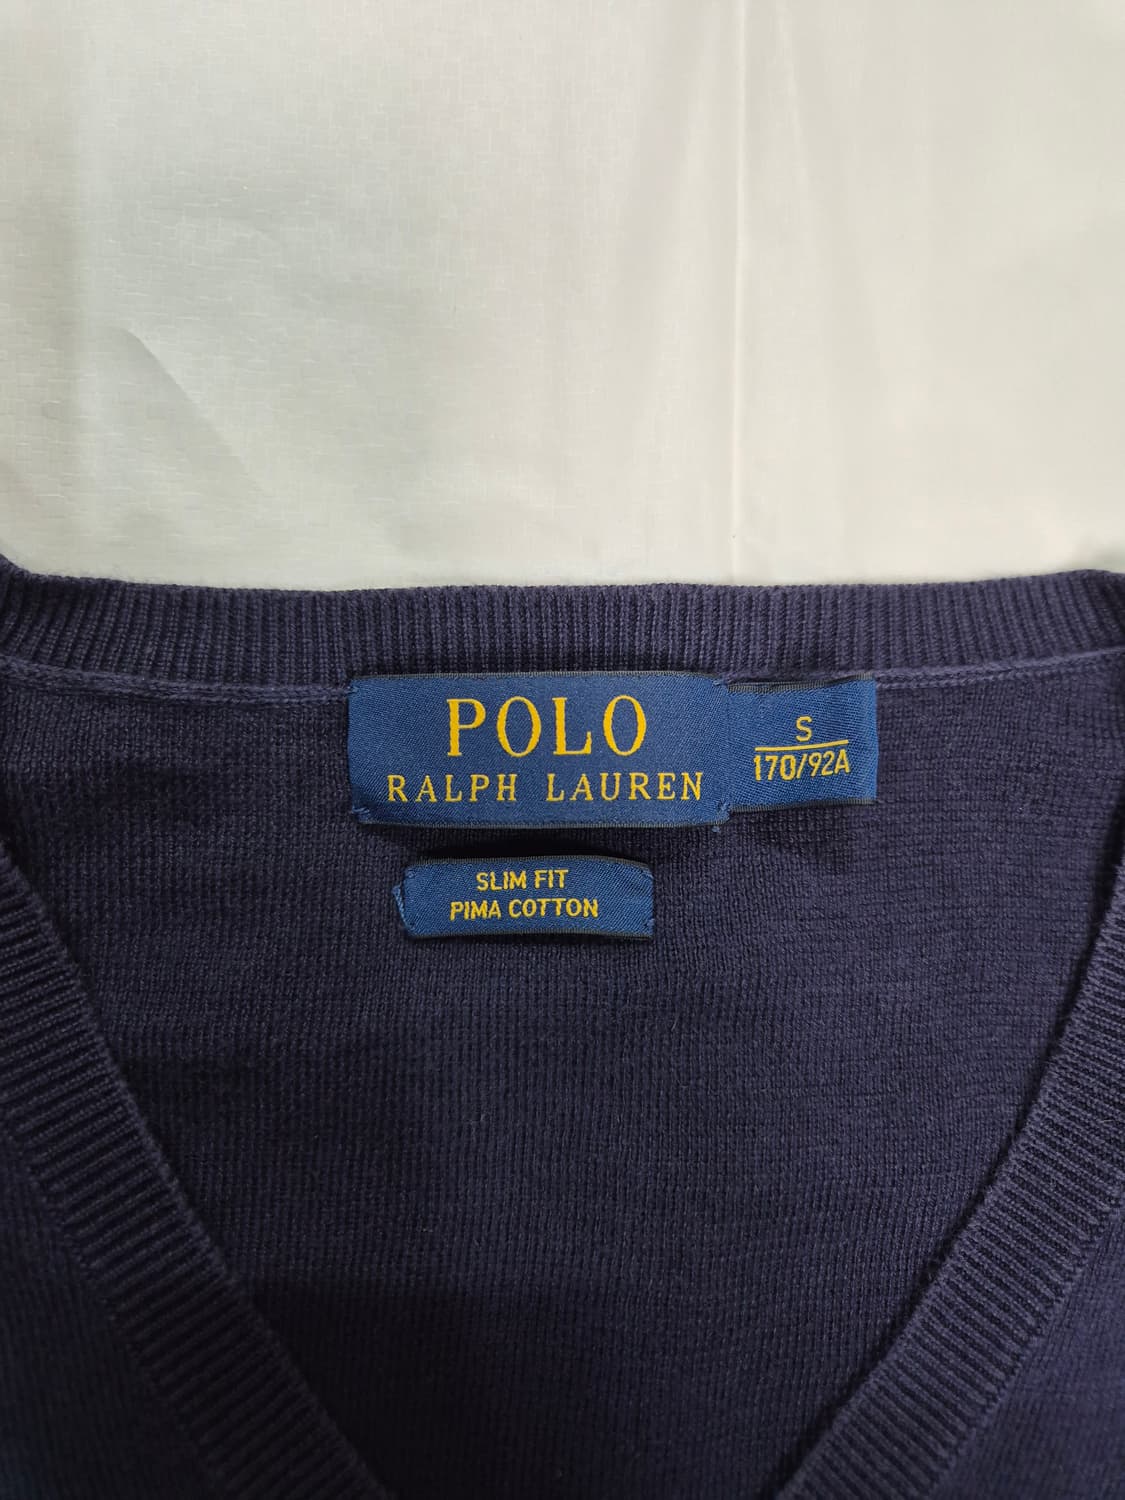 POLO
RALPH LAUREN
S
170/92A
SLIM FIT
PIMA COTTON